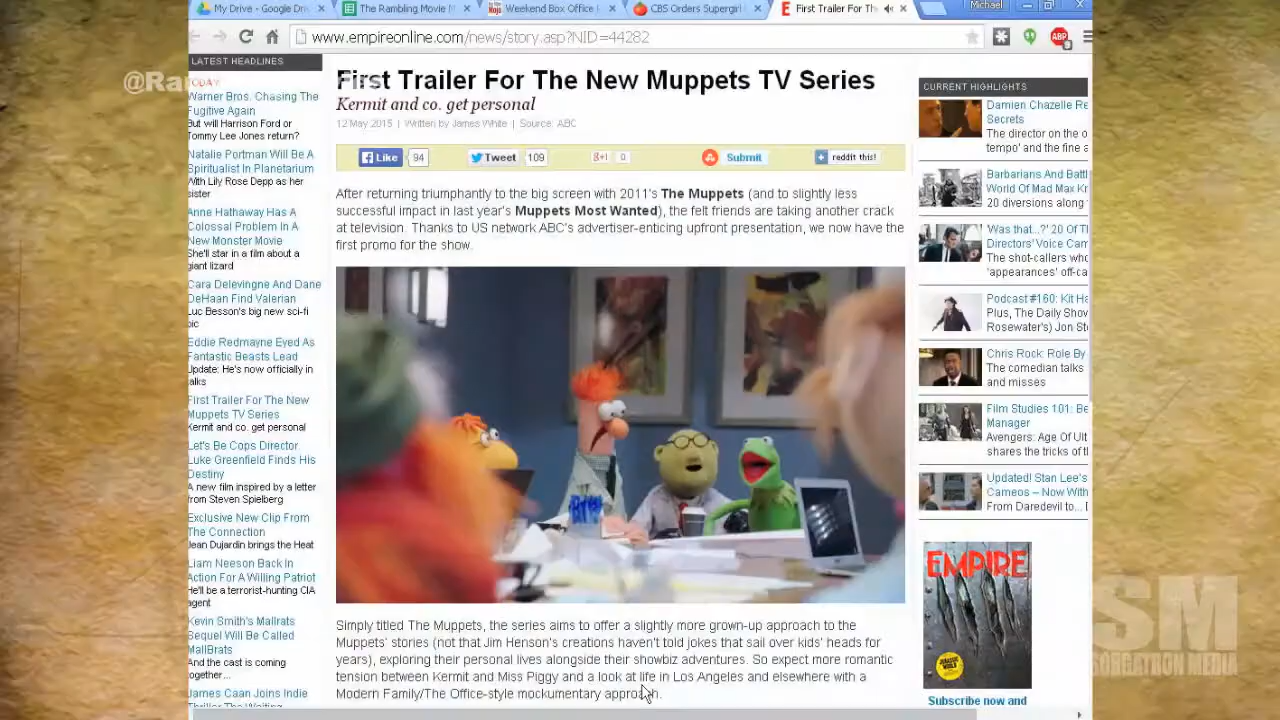 My Drive - Google Dri
The Rambling Movie
Weekend Box Office
CBS Orders Supergirl
First Trailer For Th
Michael
www.empireonline.com/news/story.asp?NID=44282
ABP
9
@Ra
LATEST HEADLINES
TODAY
Warner Bros. Chasing The
Fugitive Again
But will Harrison Ford or
Tommy Lee Jones return?
Natalie Portman Will Be A
Spiritualist In Planetarium
With Lily Rose Depp as her
sister
Anne Hathaway Has A
Colossal Problem In A
New Monster Movie
She'll star in a film about a
giant lizard
Cara Delevingne And Dane
DeHaan Find Valerian
Luc Besson's big new sci-fi
pic
Eddie Redmayne Eyed As
Fantastic Beasts Lead
Update: He's now officially in
talks
First Trailer For The New
Muppets TV Series
Kermit and co. get personal
Let's Be Cops Director
Luke Greenfield Finds His
Destiny
A new film inspired by a letter
from Steven Spielberg
Exclusive New Clip From
The Connection
Jean Dujardin brings the Heat
Liam Neeson Back In
Action For A Willing Patriot
He'll be a terrorist-hunting CIA
agent
Kevin Smith's Mallrats
Sequel Will Be Called
MallBrats
And the cast is coming
together...
James Caan Joins Indie
Thriller The Waiting
First Trailer For The New Muppets TV Series
Kermit and co. get personal
12 May 2015 | Written by James White | Source: ABC
Like 94
Tweet 109
g+1 0
Submit
reddit this!
After returning triumphantly to the big screen with 2011's The Muppets (and to slightly less
successful impact in last year's Muppets Most Wanted), the felt friends are taking another crack
at television. Thanks to US network ABC's advertiser-enticing upfront presentation, we now have the
first promo for the show.
Simply titled The Muppets, the series aims to offer a slightly more grown-up approach to the
Muppets' stories (not that Jim Henson's creations haven't told jokes that sail over kids' heads for
years), exploring their personal lives alongside their showbiz adventures. So expect more romantic
tension between Kermit and Miss Piggy and a look at life in Los Angeles and elsewhere with a
Modern Family/The Office-style mockumentary approach.
CURRENT HIGHLIGHTS
Damien Chazelle Re
Secrets
The director on the o
tempo' and the fine a
Barbarians And Batt
World Of Mad Max
20 diversions along
'Was that...?' 20 Of Th
Directors' Voice Cam
The shot-callers who
'appearances' off-ca
Podcast #160: Kit Ha
Plus, The Daily Show
Rosewater's) Jon St
Chris Rock: Role By
The comedian talks
and misses
Film Studies 101: Be
Manager
Avengers: Age Of Ult
shares the tricks of t
Updated! Stan Lee's
Cameos – Now With
From Daredevil to...
EMPIRE
JURASSIC
WORLD
Subscribe now and
SM
SORGATRON MEDIA